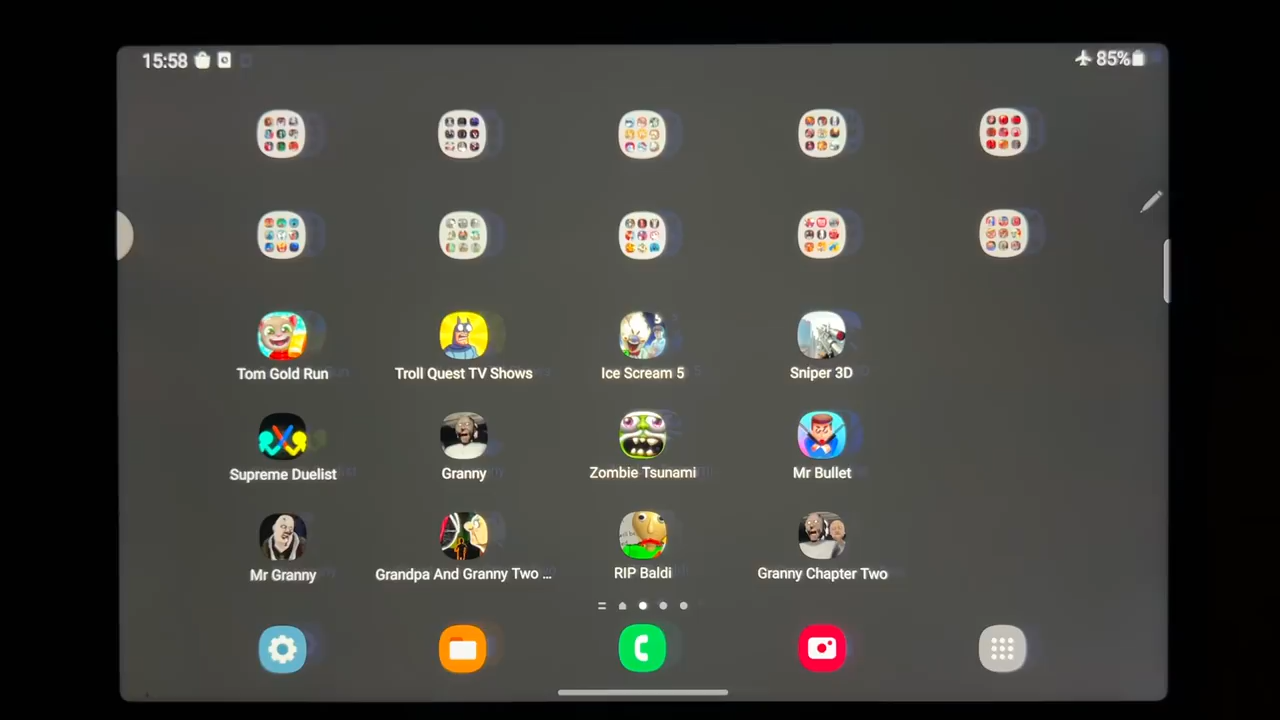 15:58
85%
Tom Gold Run
Troll Quest TV Shows
Ice Scream 5
Sniper 3D
Supreme Duelist
Granny
Zombie Tsunami
Mr Bullet
Mr Granny
Grandpa And Granny Two ...
RIP Baldi
Granny Chapter Two